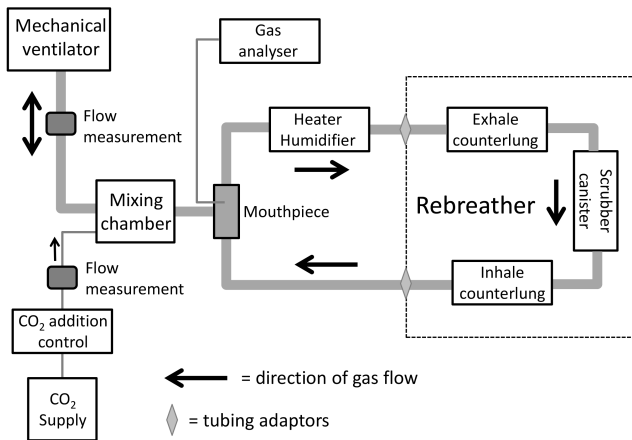 Mechanical
ventilator
Gas
analyser
Flow
measurement
Heater
Humidifier
Exhale
counterlung
Mixing
chamber
Mouthpiece
Rebreather
Scrubber
canister
Flow
measurement
Inhale
counterlung
CO₂ addition
control
CO₂
Supply
= direction of gas flow
= tubing adaptors